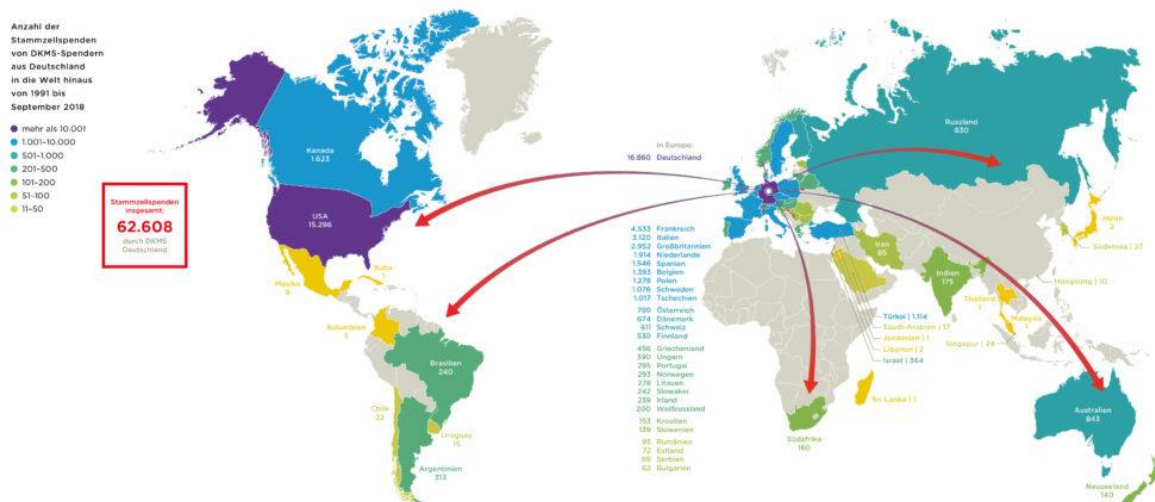 Anzahl der
Stammzellspenden
von DKMS-Spendern
aus Deutschland
in die Welt hinaus
von 1991 bis
September 2018
mehr als 10.001
1.001–10.000
501–1.000
201–500
101–200
51–100
11–50
Stammzellspenden
insgesamt:
62.608
durch DKMS
Deutschland
Kanada
1.623
USA
15.296
Mexiko
9
Kuba
1
Kolumbien
5
Brasilien
240
Chile
22
Uruguay
15
Argentinien
313
in Europa:
16.860 Deutschland
4.533 Frankreich
3.120 Italien
2.952 Großbritannien
1.914 Niederlande
1.546 Spanien
1.393 Belgien
1.278 Polen
1.076 Schweden
1.017 Tschechien
709 Österreich
674 Dänemark
611 Schweiz
530 Finnland
456 Griechenland
390 Ungarn
295 Portugal
293 Norwegen
278 Litauen
242 Slowakei
239 Irland
200 Weißrussland
153 Kroatien
139 Slowenien
95 Rumänien
72 Estland
69 Serbien
62 Bulgarien
Russland
830
Japan
2
Südkorea | 27
Iran
85
Indien
175
Hongkong | 10
Thailand
1
Malaysia
1
Singapur | 24
Türkei | 1.114
Saudi-Arabien | 17
Jordanien | 1
Libanon | 2
Israel | 364
Sri Lanka | 1
Südafrika
160
Australien
843
Neuseeland
140